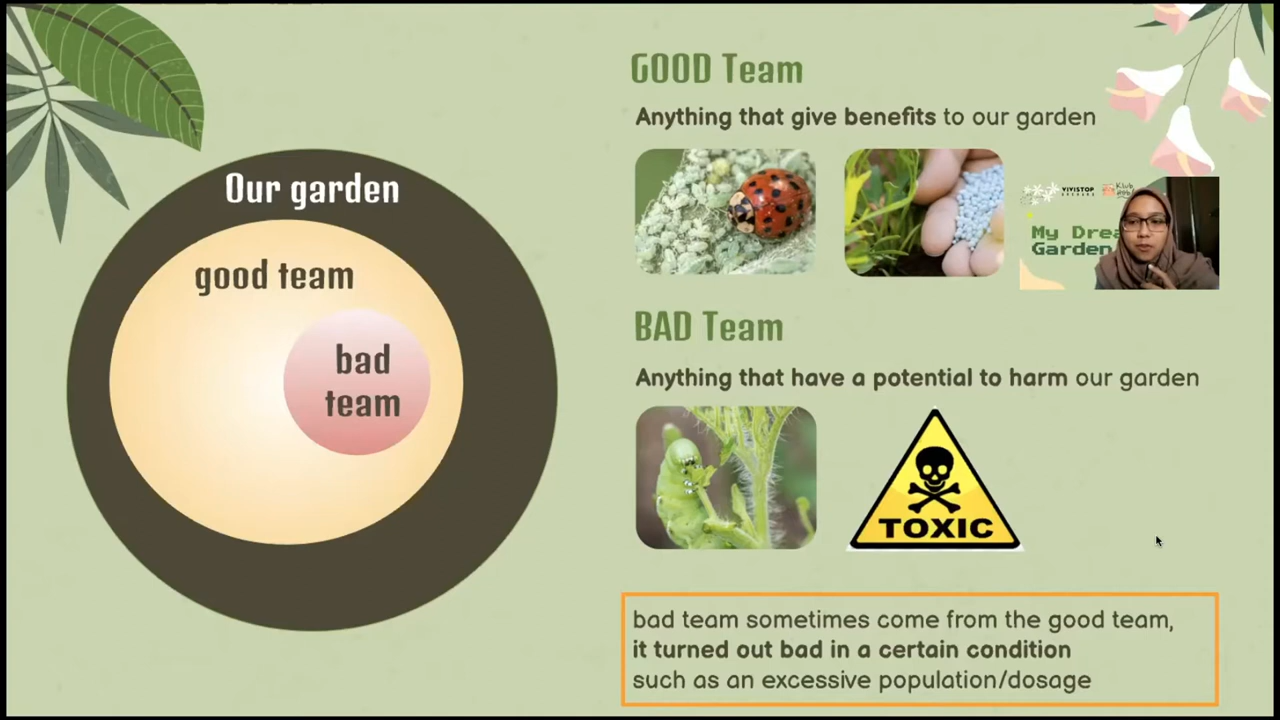 Our garden
good team
bad
team
GOOD Team
Anything that give benefits to our garden
VIVISTOP
Klub
My Drea
Garden
BAD Team
Anything that have a potential to harm our garden
TOXIC
bad team sometimes come from the good team,
it turned out bad in a certain condition
such as an excessive population/dosage